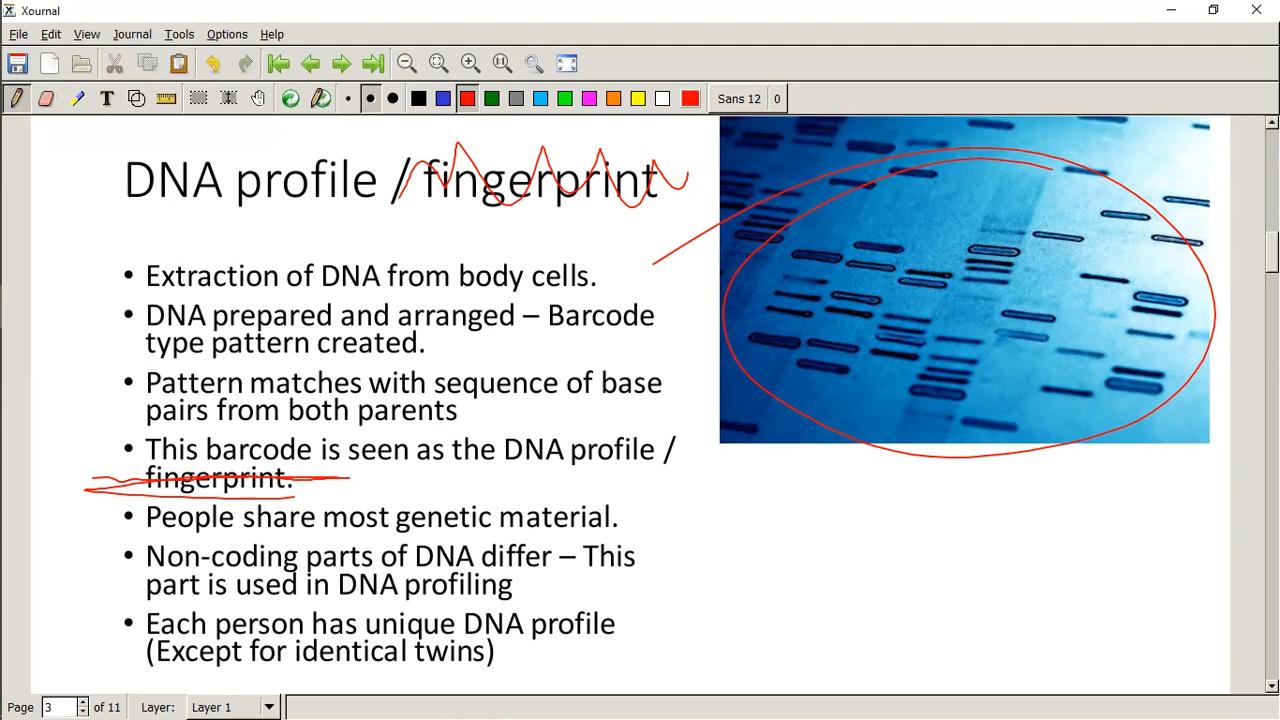 Xournal
File Edit View Journal Tools Options Help
Sans 12 0
DNA profile / fingerprint
• Extraction of DNA from body cells.
• DNA prepared and arranged – Barcode
type pattern created.
• Pattern matches with sequence of base
pairs from both parents
• This barcode is seen as the DNA profile /
fingerprint.
• People share most genetic material.
• Non-coding parts of DNA differ – This
part is used in DNA profiling
• Each person has unique DNA profile
(Except for identical twins)
Page 3 of 11 Layer: Layer 1